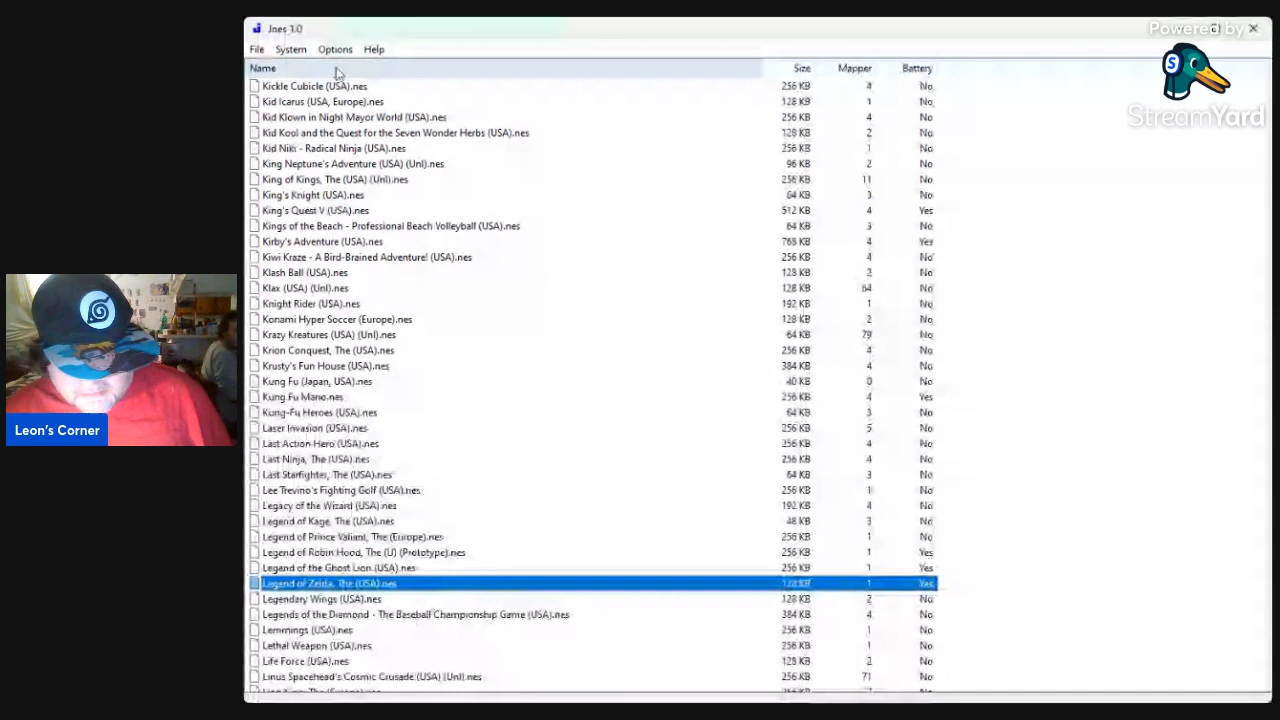 Jnes 1.0
Powered by
File System Options Help
StreamYard
Name Size Mapper Battery
Kickle Cubicle (USA).nes 256 KB 4 No
Kid Icarus (USA, Europe).nes 128 KB 1 No
Kid Klown in Night Mayor World (USA).nes 256 KB 4 No
Kid Kool and the Quest for the Seven Wonder Herbs (USA).nes 128 KB 2 No
Kid Niki - Radical Ninja (USA).nes 256 KB 1 No
King Neptune's Adventure (USA) (Unl).nes 96 KB 2 No
King of Kings, The (USA) (Unl).nes 256 KB 11 No
King's Knight (USA).nes 64 KB 3 No
King's Quest V (USA).nes 512 KB 4 Yes
Kings of the Beach - Professional Beach Volleyball (USA).nes 64 KB 3 No
Kirby's Adventure (USA).nes 768 KB 4 Yes
Kiwi Kraze - A Bird-Brained Adventure! (USA).nes 256 KB 4 No
Klash Ball (USA).nes 128 KB 2 No
Klax (USA) (Unl).nes 128 KB 64 No
Knight Rider (USA).nes 192 KB 1 No
Konami Hyper Soccer (Europe).nes 128 KB 2 No
Krazy Kreatures (USA) (Unl).nes 64 KB 79 No
Krion Conquest, The (USA).nes 256 KB 4 No
Krusty's Fun House (USA).nes 384 KB 4 No
Kung Fu (Japan, USA).nes 40 KB 0 No
Kung Fu Mario.nes 256 KB 4 Yes
Kung-Fu Heroes (USA).nes 64 KB 3 No
Laser Invasion (USA).nes 256 KB 5 No
Last Action Hero (USA).nes 256 KB 4 No
Last Ninja, The (USA).nes 256 KB 4 No
Last Starfighter, The (USA).nes 64 KB 3 No
Lee Trevino's Fighting Golf (USA).nes 256 KB 1 No
Legacy of the Wizard (USA).nes 192 KB 4 No
Legend of Kage, The (USA).nes 48 KB 3 No
Legend of Prince Valiant, The (Europe).nes 256 KB 1 No
Legend of Robin Hood, The (U) (Prototype).nes 256 KB 1 Yes
Legend of the Ghost Lion (USA).nes 256 KB 1 Yes
Legend of Zelda, The (USA).nes 128 KB 1 Yes
Legendary Wings (USA).nes 128 KB 2 No
Legends of the Diamond - The Baseball Championship Game (USA).nes 384 KB 4 No
Lemmings (USA).nes 256 KB 1 No
Lethal Weapon (USA).nes 256 KB 1 No
Life Force (USA).nes 128 KB 2 No
Linus Spacehead's Cosmic Crusade (USA) (Unl).nes 256 KB 71 No
Leon's Corner